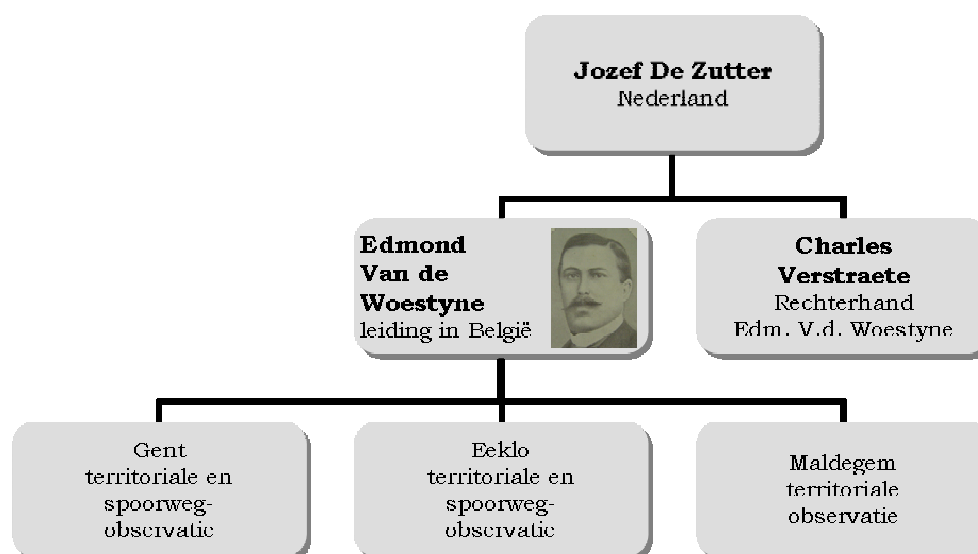 Jozef De Zutter
Nederland
Edmond
Van de
Woestyne
leiding in België
Charles
Verstraete
Rechterhand
Edm. V.d. Woestyne
Gent
territoriale en
spoorweg-
observatie
Eeklo
territoriale en
spoorweg-
observatie
Maldegem
territoriale
observatie